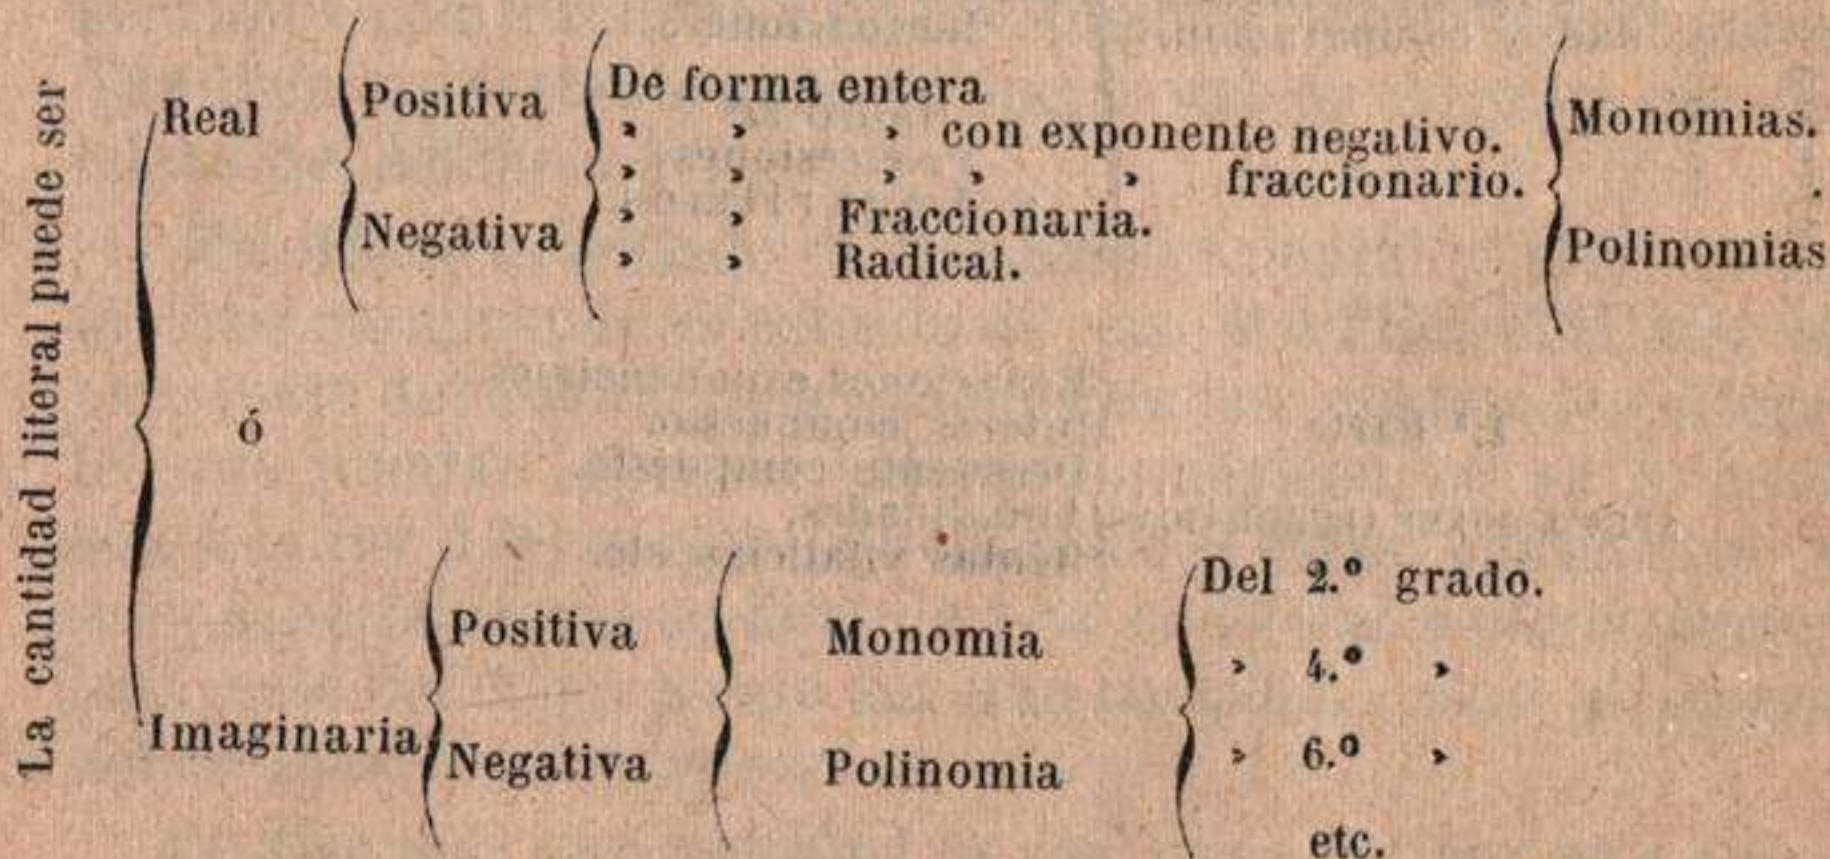 La cantidad literal puede ser
Real
Positiva
Negativa
De forma entera
» » » con exponente negativo.
» » » » » fraccionario.
» » Fraccionaria.
» » Radical.
Monomias.
.
Polinomias
ó
Imaginaria
Positiva
Negativa
Monomia
Polinomia
Del 2.º grado.
» 4.º »
» 6.º »
etc.